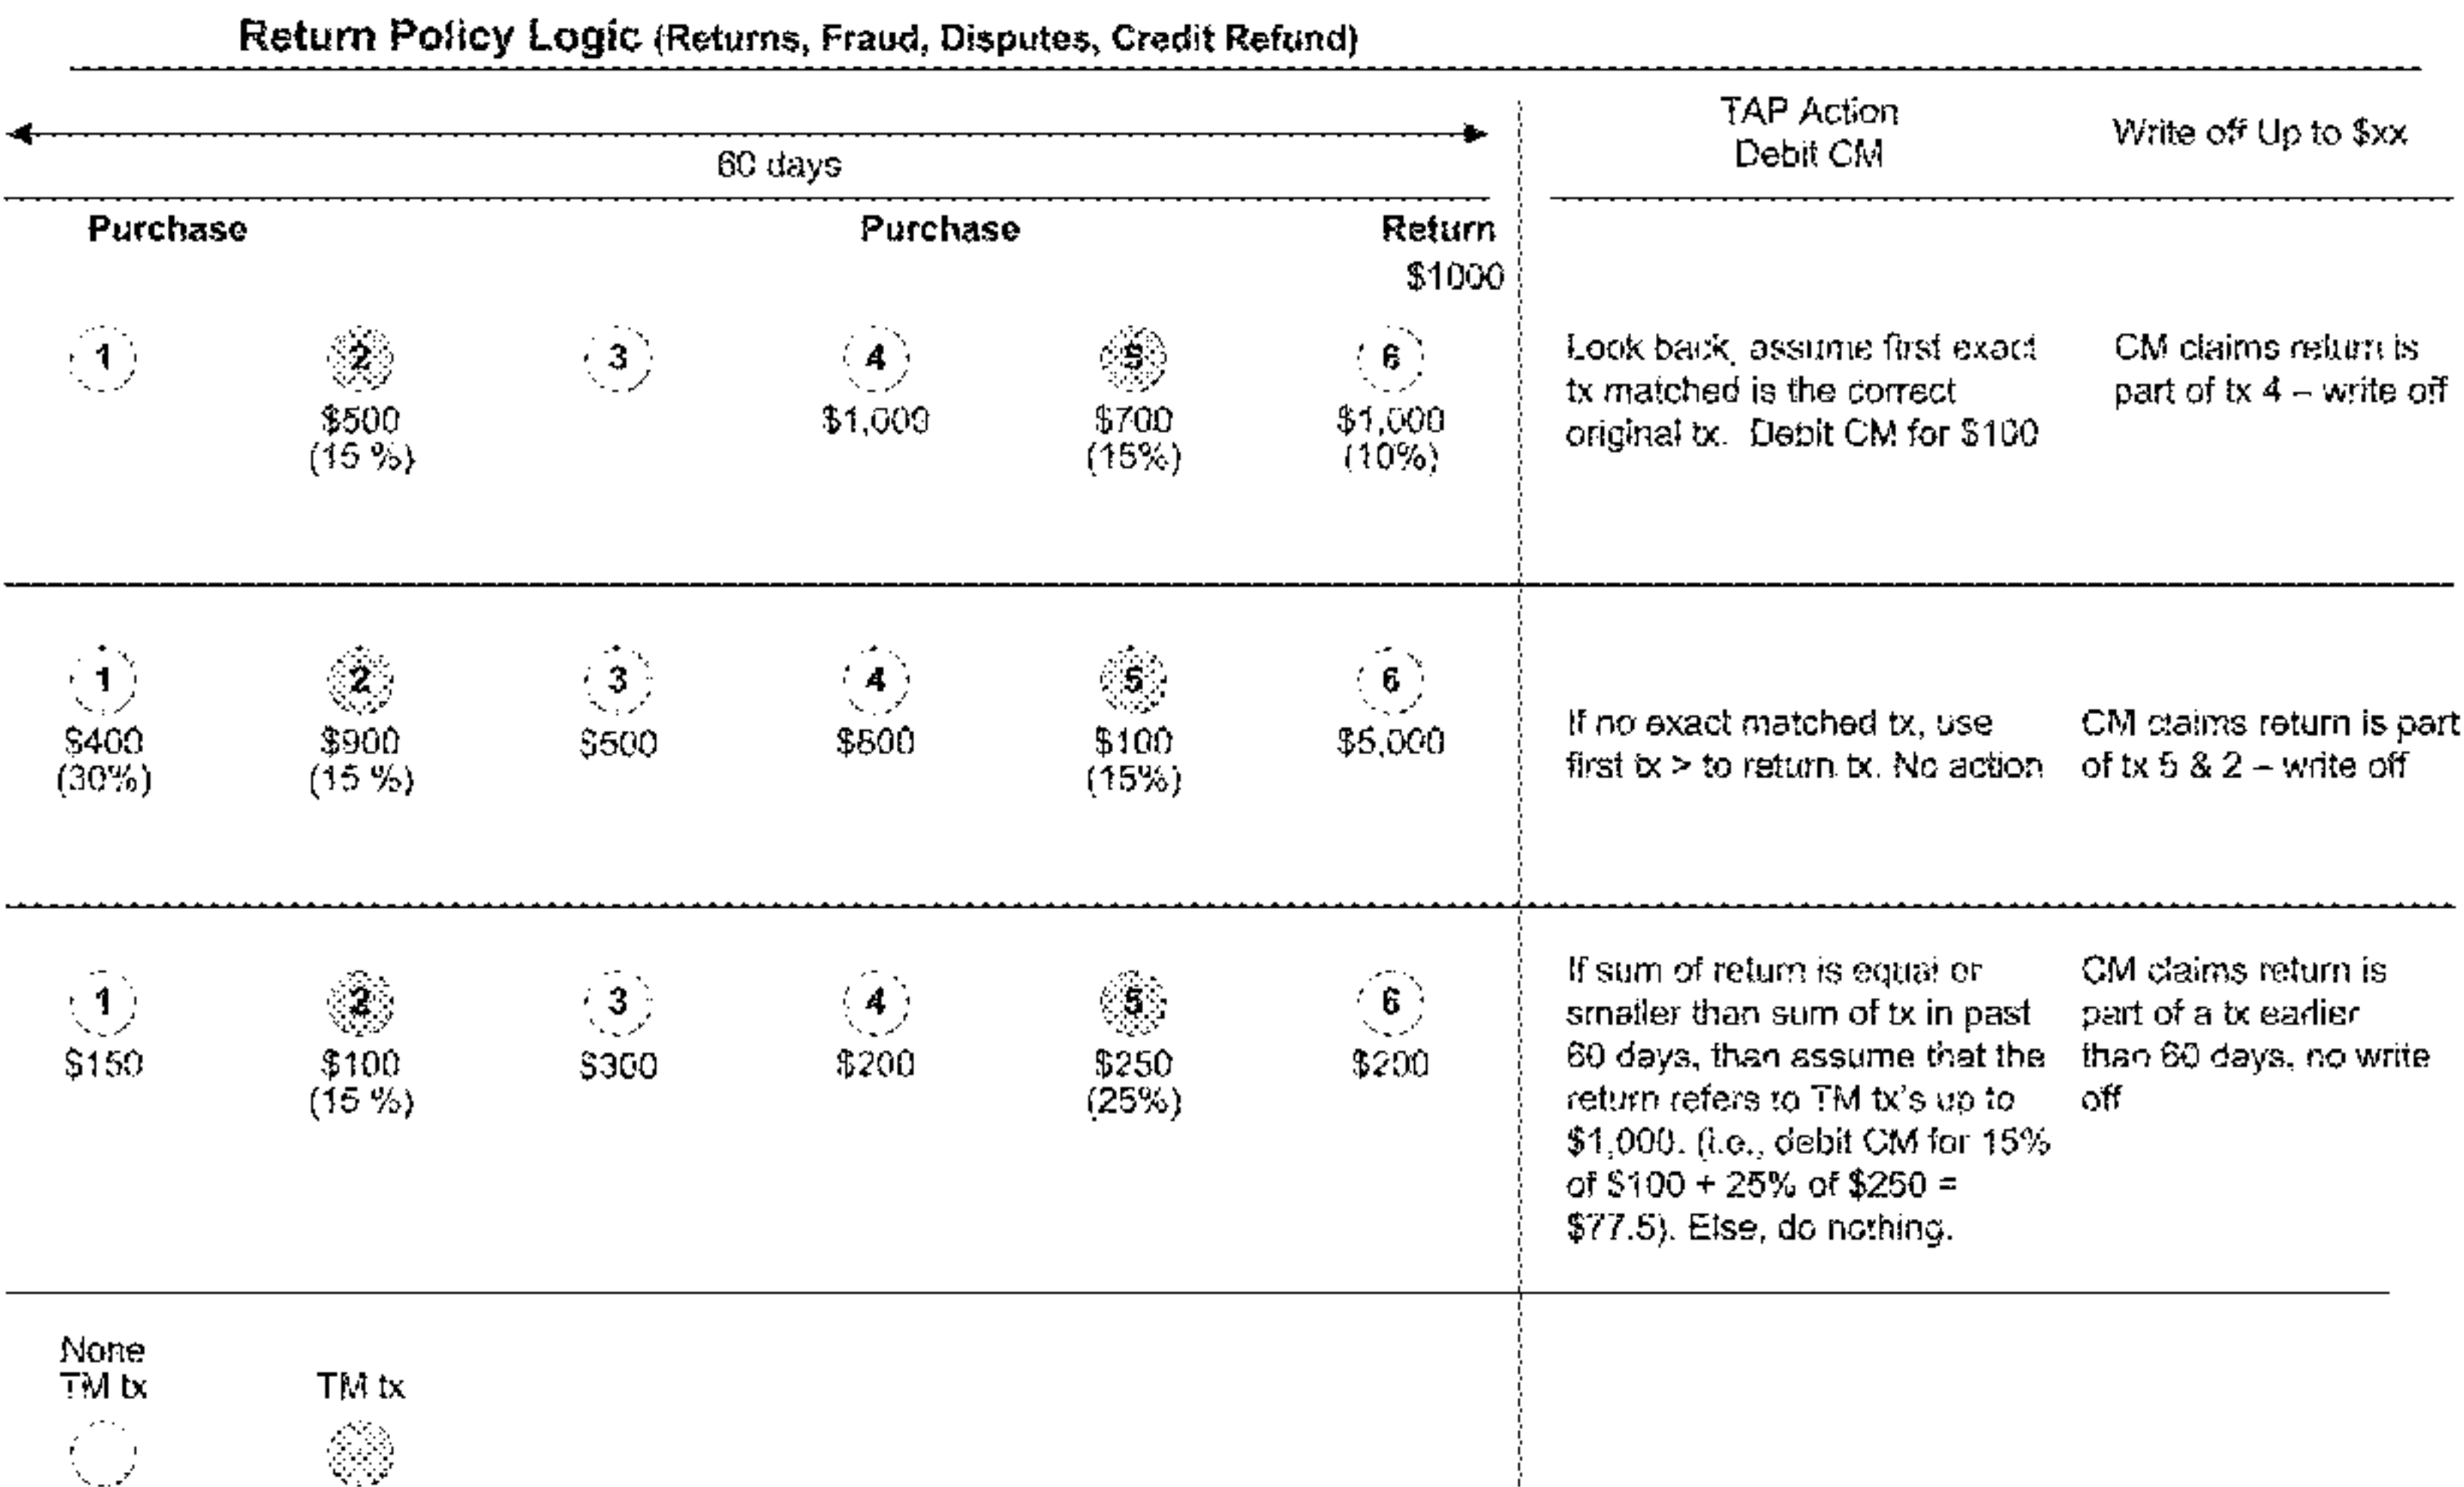 Return Policy Logic (Returns, Fraud, Disputes, Credit Refund)
TAP Action
Debit CM
Write off Up to $xx
60 days
Purchase Purchase Return
$1000
1 2 3 4 5 6
$500 $1,000 $700 $1,000
(15 %) (15%) (10%)
Look back, assume first exact
tx matched is the correct
original tx. Debit CM for $100
CM claims return is
part of tx 4 – write off
1 2 3 4 5 6
$400 $900 $500 $100 $5,000
(30%) (15 %) (15%)
If no exact matched tx, use
first tx > to return tx. No action
CM claims return is part
of tx 5 & 2 – write off
1 2 3 4 5 6
$150 $100 $300 $200 $250 $200
(15 %) (25%)
If sum of return is equal or
smaller than sum of tx in past
60 days, than assume that the
return refers to TM tx's up to
$1,000. (i.e., debit CM for 15%
of $100 + 25% of $250 =
$77.5). Else, do nothing.
CM claims return is
part of a tx earlier
than 60 days, no write
off
None
TM tx TM tx